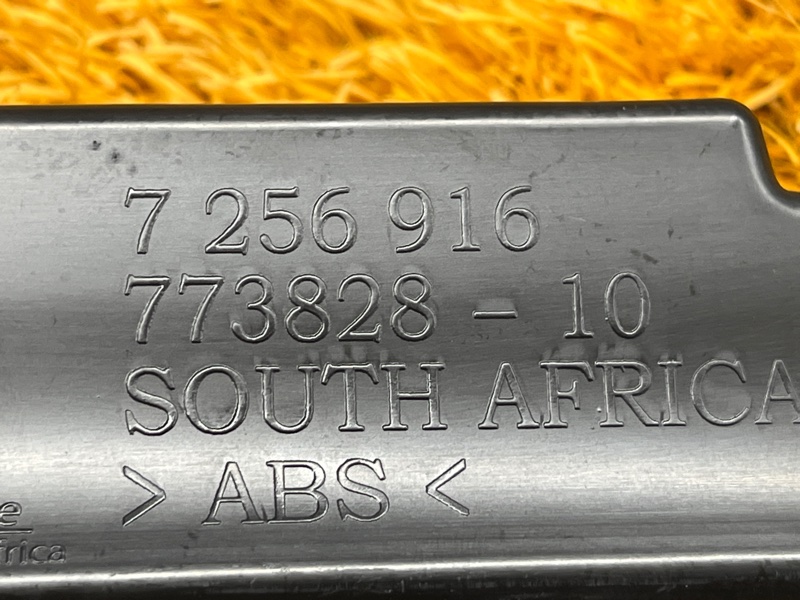 7 256 916
773828 - 10
SOUTH AFRICA
> ABS <